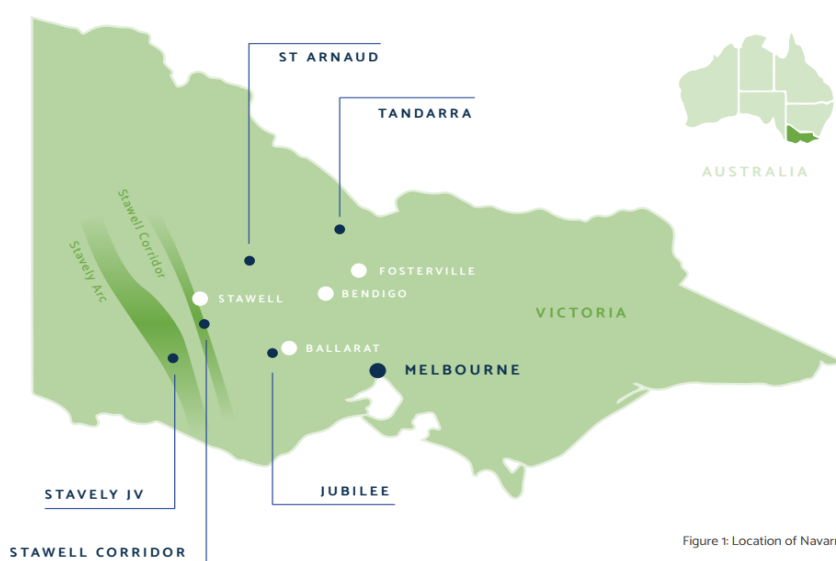 ST ARNAUD
TANDARRA
AUSTRALIA
Stawell Corridor
Stavely Arc
FOSTERVILLE
BENDIGO
STAWELL
VICTORIA
BALLARAT
MELBOURNE
STAVELY JV
JUBILEE
STAWELL CORRIDOR
Figure 1: Location of Navarr